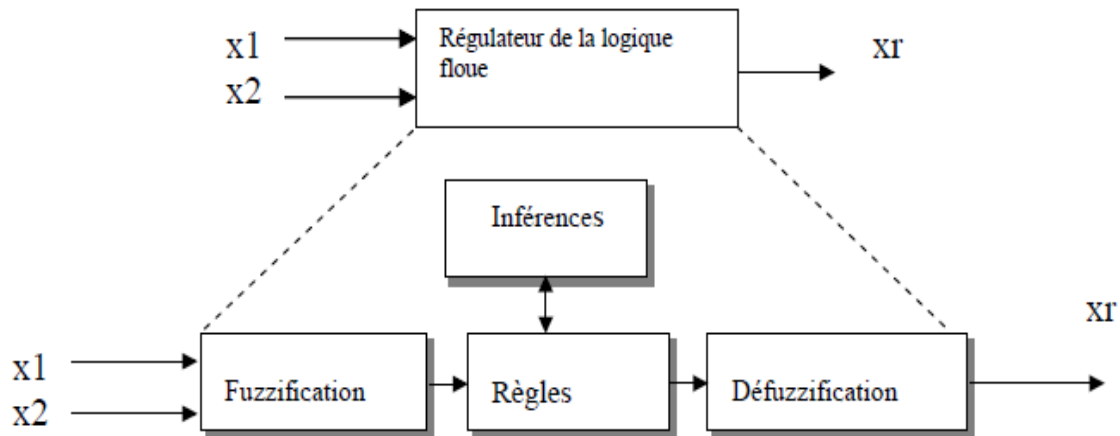 x1
x2
Régulateur de la logique
floue
xr
Inférences
xr
x1
x2
Fuzzification
Règles
Défuzzification